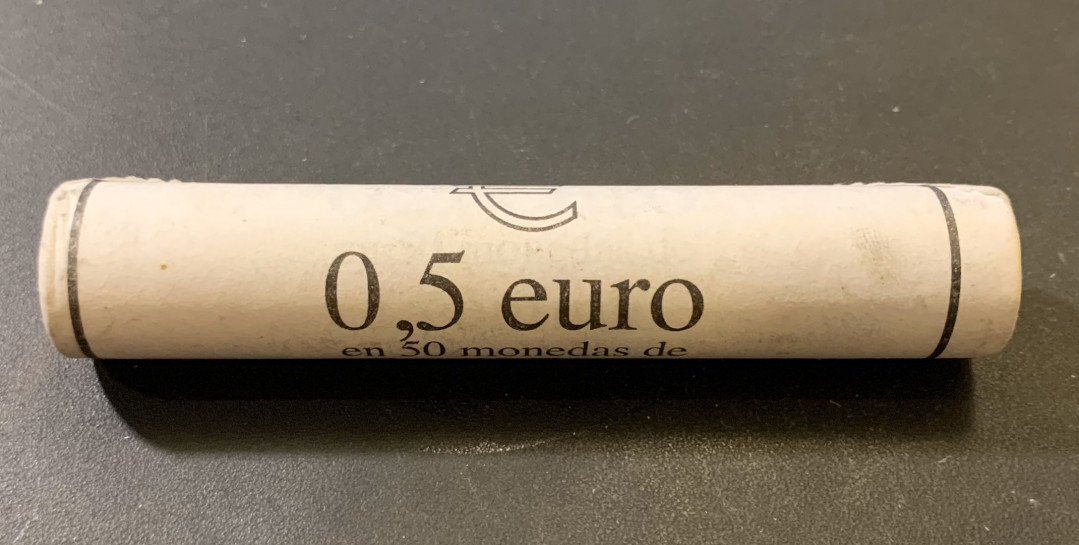 €
0,5 euro
en 50 monedas de